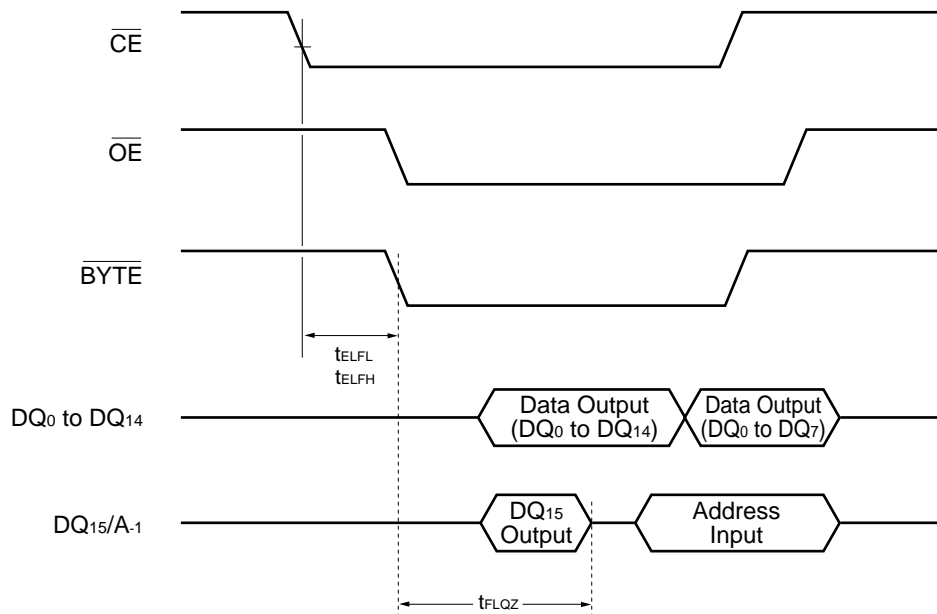 CE
OE
BYTE
tELFL
tELFH
DQ0 to DQ14
Data Output
(DQ0 to DQ14)
Data Output
(DQ0 to DQ7)
DQ15/A-1
DQ15
Output
Address
Input
tFLQZ